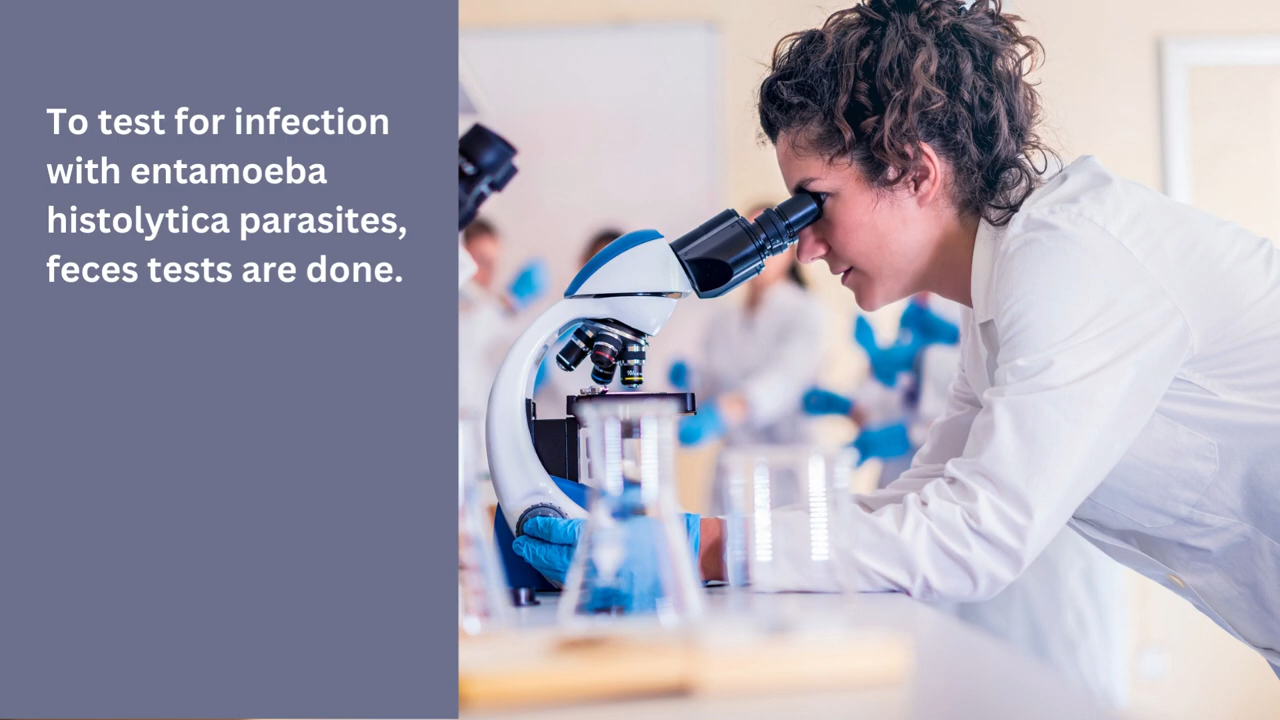 To test for infection
with entamoeba
histolytica parasites,
feces tests are done.